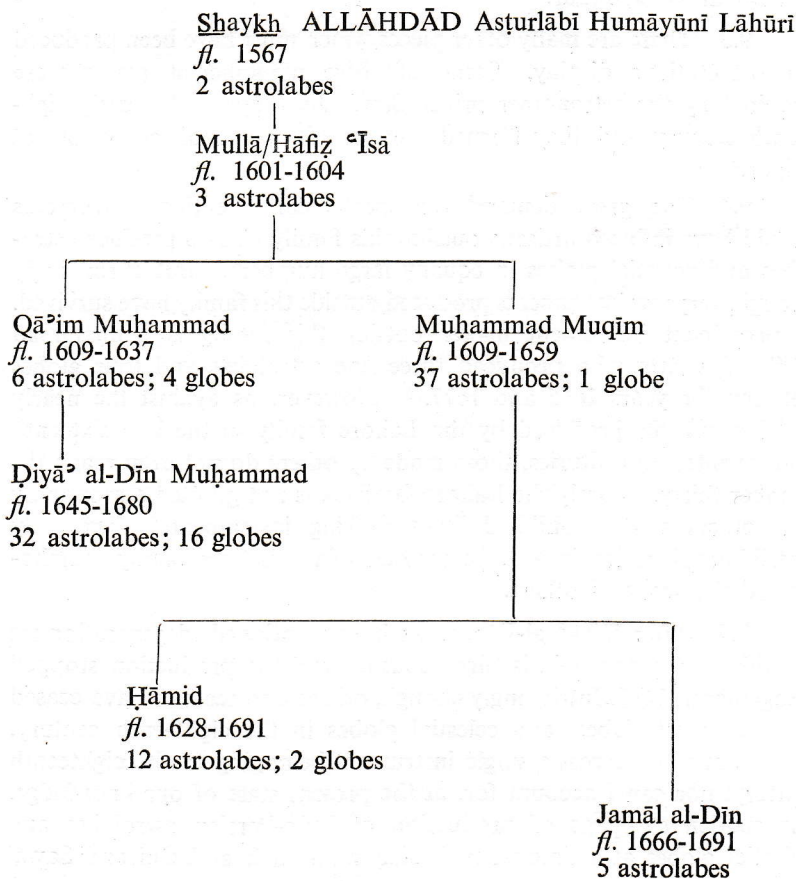 Shaykh ALLĀHDĀD Asṭurlābī Humāyūnī Lāhūrī
fl. 1567
2 astrolabes
Mullā/Ḥāfiẓ ʿĪsā
fl. 1601-1604
3 astrolabes
Qāʾim Muḥammad
fl. 1609-1637
6 astrolabes; 4 globes
Muḥammad Muqīm
fl. 1609-1659
37 astrolabes; 1 globe
Ḍiyāʾ al-Dīn Muḥammad
fl. 1645-1680
32 astrolabes; 16 globes
Ḥāmid
fl. 1628-1691
12 astrolabes; 2 globes
Jamāl al-Dīn
fl. 1666-1691
5 astrolabes